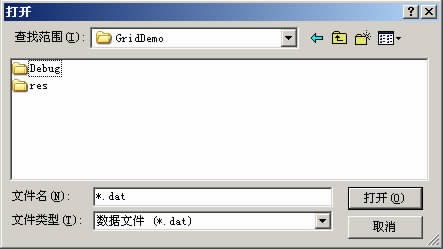 打开
查找范围(I): GridDemo
Debug
res
文件名(N): *.dat 打开(O)
文件类型(T): 数据文件 (*.dat) 取消